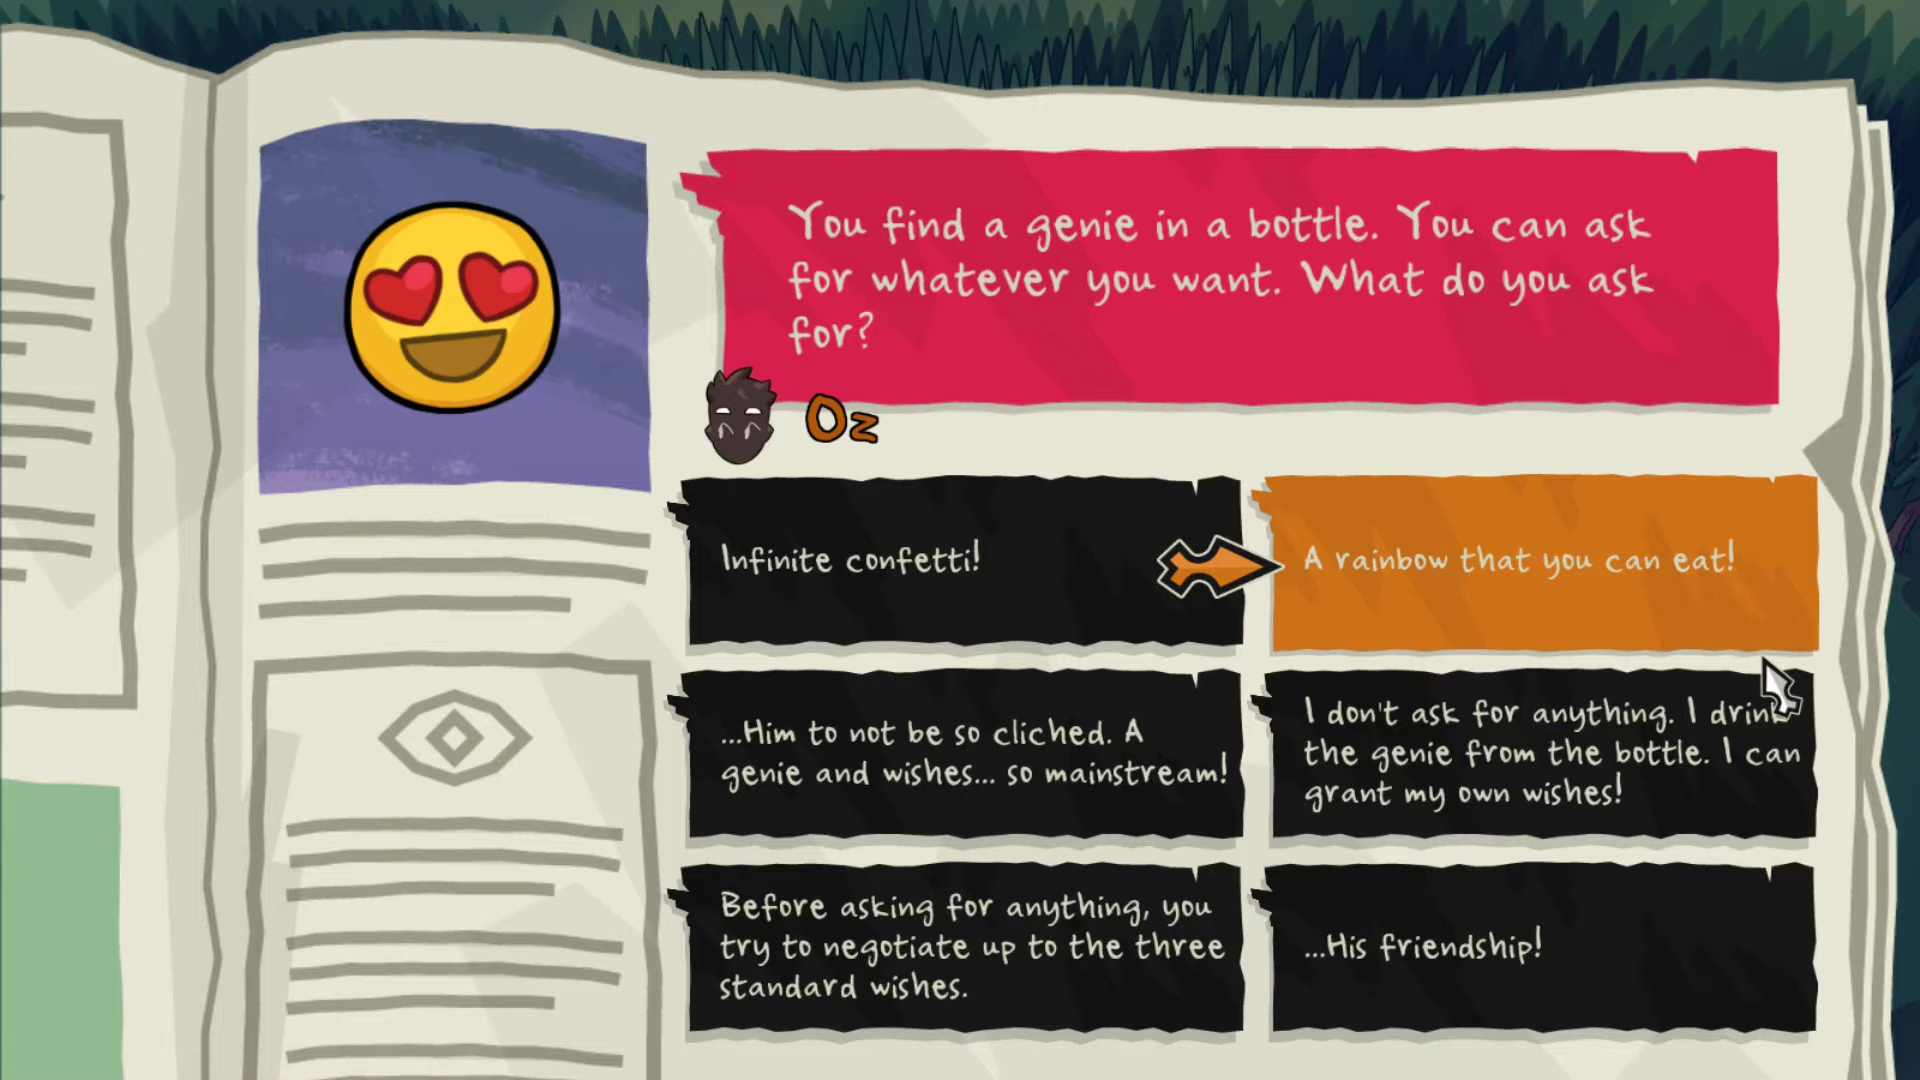 You find a genie in a bottle. You can ask
for whatever you want. What do you ask
for?
Oz
Infinite confetti!
A rainbow that you can eat!
...Him to not be so cliched. A
genie and wishes... so mainstream!
I don't ask for anything. I drink
the genie from the bottle. I can
grant my own wishes!
Before asking for anything, you
try to negotiate up to the three
standard wishes.
...His friendship!